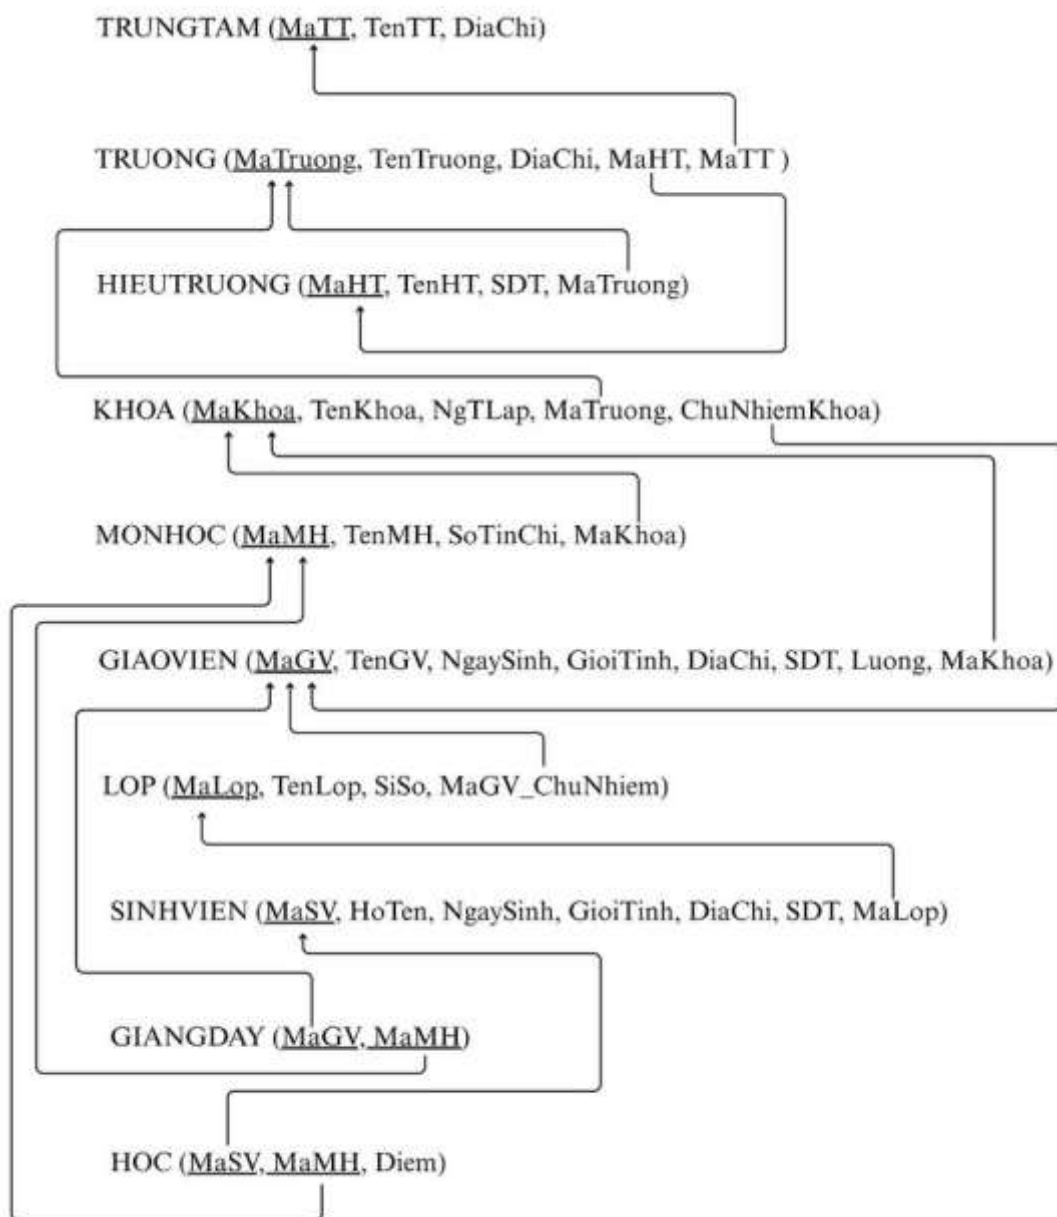 TRUNGTAM (MaTT, TenTT, DiaChi)
TRUONG (MaTruong, TenTruong, DiaChi, MaHT, MaTT )
HIEUTRUONG (MaHT, TenHT, SDT, MaTruong)
KHOA (MaKhoa, TenKhoa, NgTLap, MaTruong, ChuNhiemKhoa)
MONHOC (MaMH, TenMH, SoTinChi, MaKhoa)
GIAOVIEN (MaGV, TenGV, NgaySinh, GioiTinh, DiaChi, SDT, Luong, MaKhoa)
LOP (MaLop, TenLop, SiSo, MaGV_ChuNhiem)
SINHVIEN (MaSV, HoTen, NgaySinh, GioiTinh, DiaChi, SDT, MaLop)
GIANGDAY (MaGV, MaMH)
HOC (MaSV, MaMH, Diem)